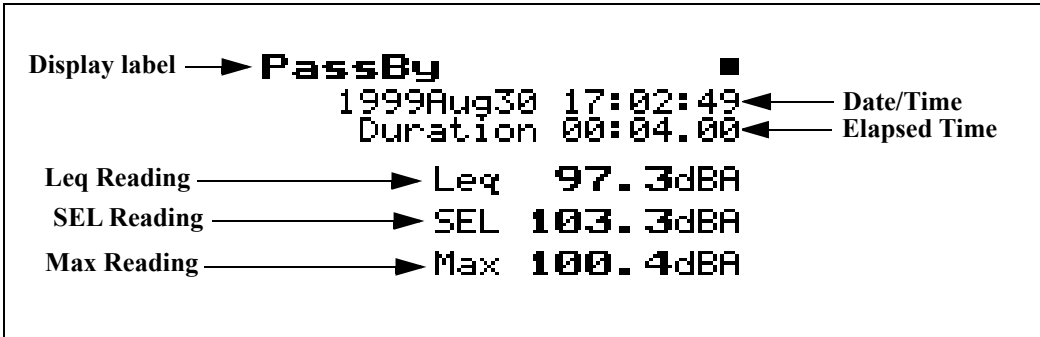 Display label PassBy
1999Aug30 17:02:49 Date/Time
Duration 00:04.00 Elapsed Time
Leq Reading Leq 97.3dBA
SEL Reading SEL 103.3dBA
Max Reading Max 100.4dBA